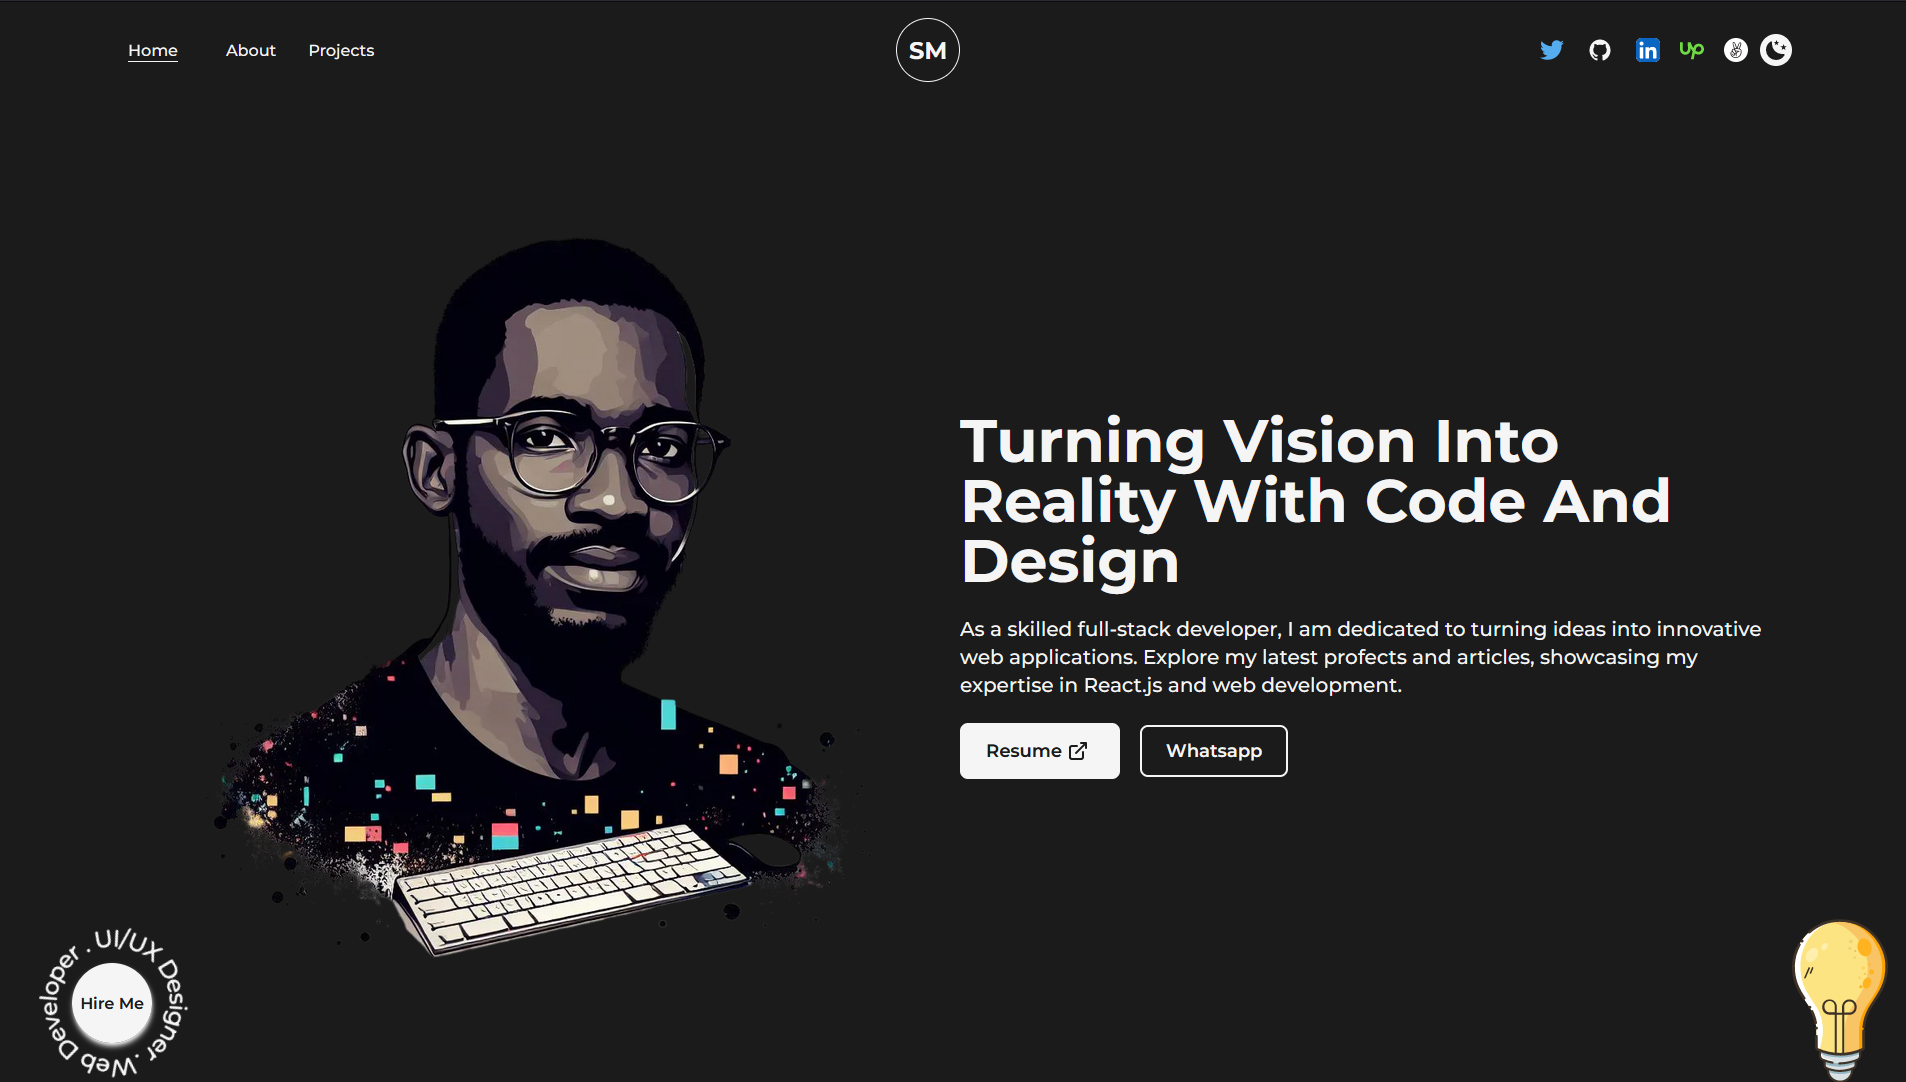 Home About Projects
SM
in
up
Turning Vision Into
Reality With Code And
Design
As a skilled full-stack developer, I am dedicated to turning ideas into innovative
web applications. Explore my latest profects and articles, showcasing my
expertise in React.js and web development.
Resume
Whatsapp
Web Developer . UI/UX Designer .
Hire Me